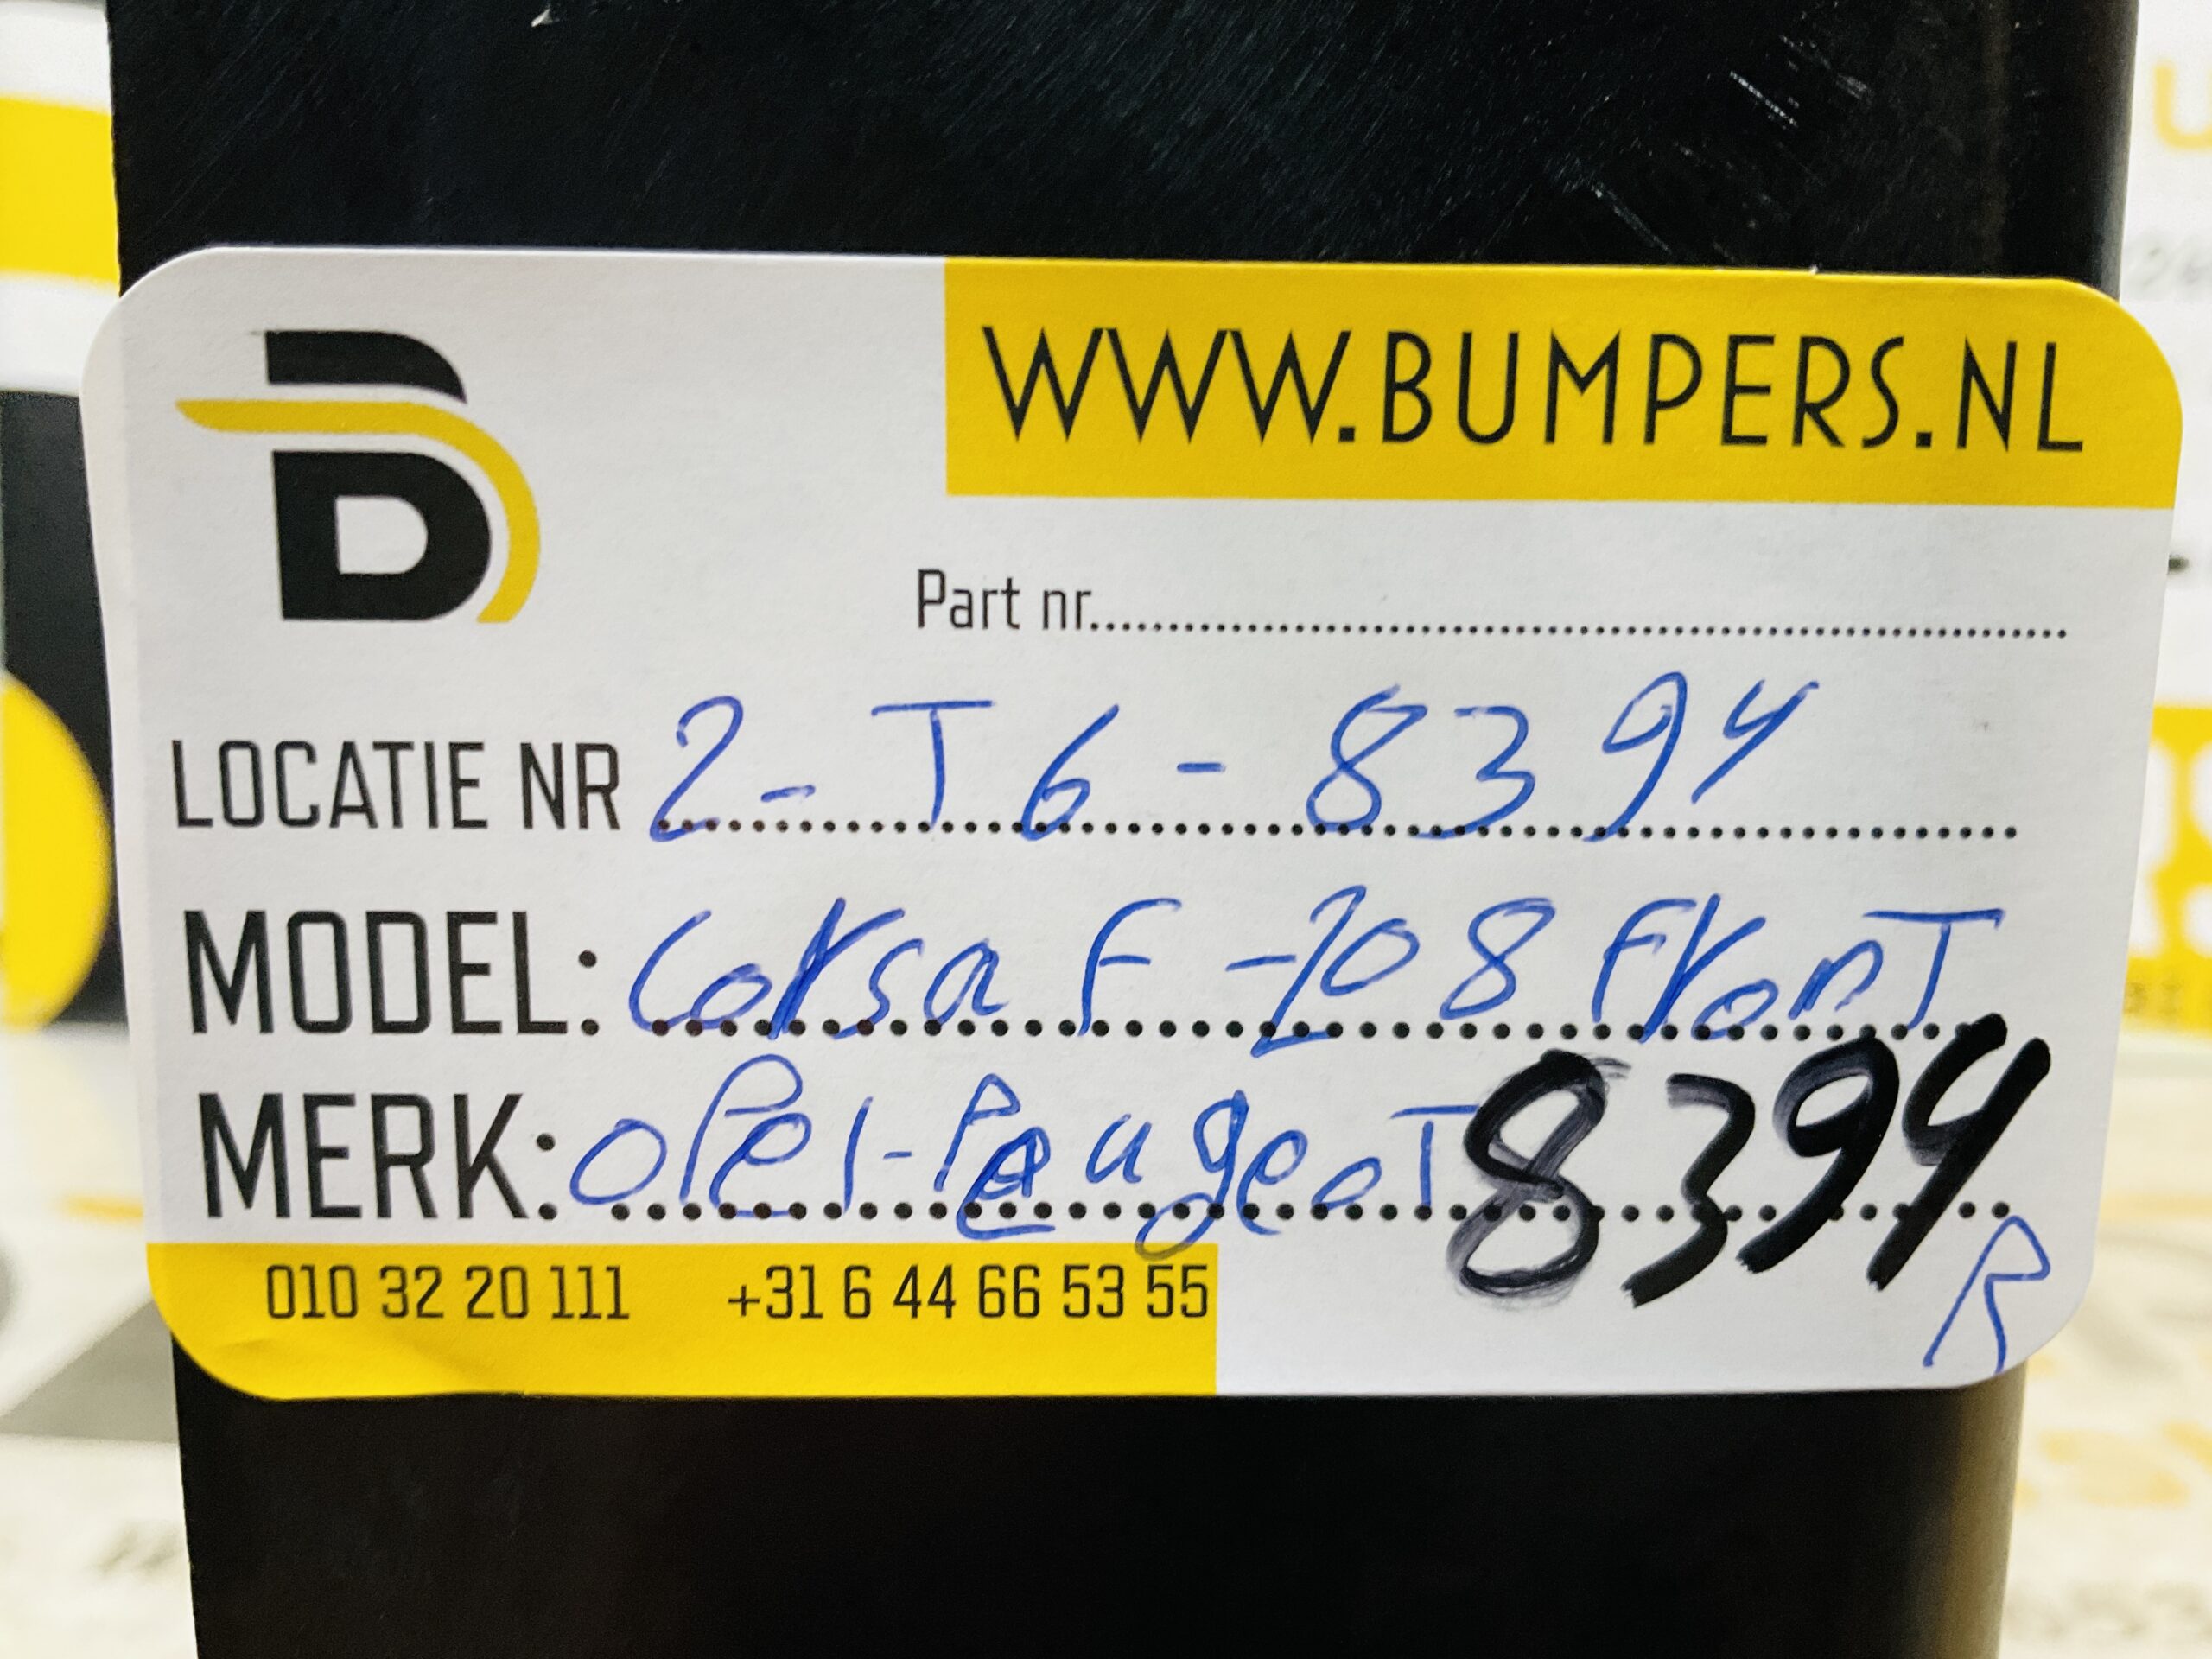 WWW.BUMPERS.NL
Part nr.
LOCATIE NR 2-T6-8394
MODEL: Corsa F -208 FronT
MERK: oPel-PeugeoT 8394
R
010 32 20 111 +31 6 44 66 53 55